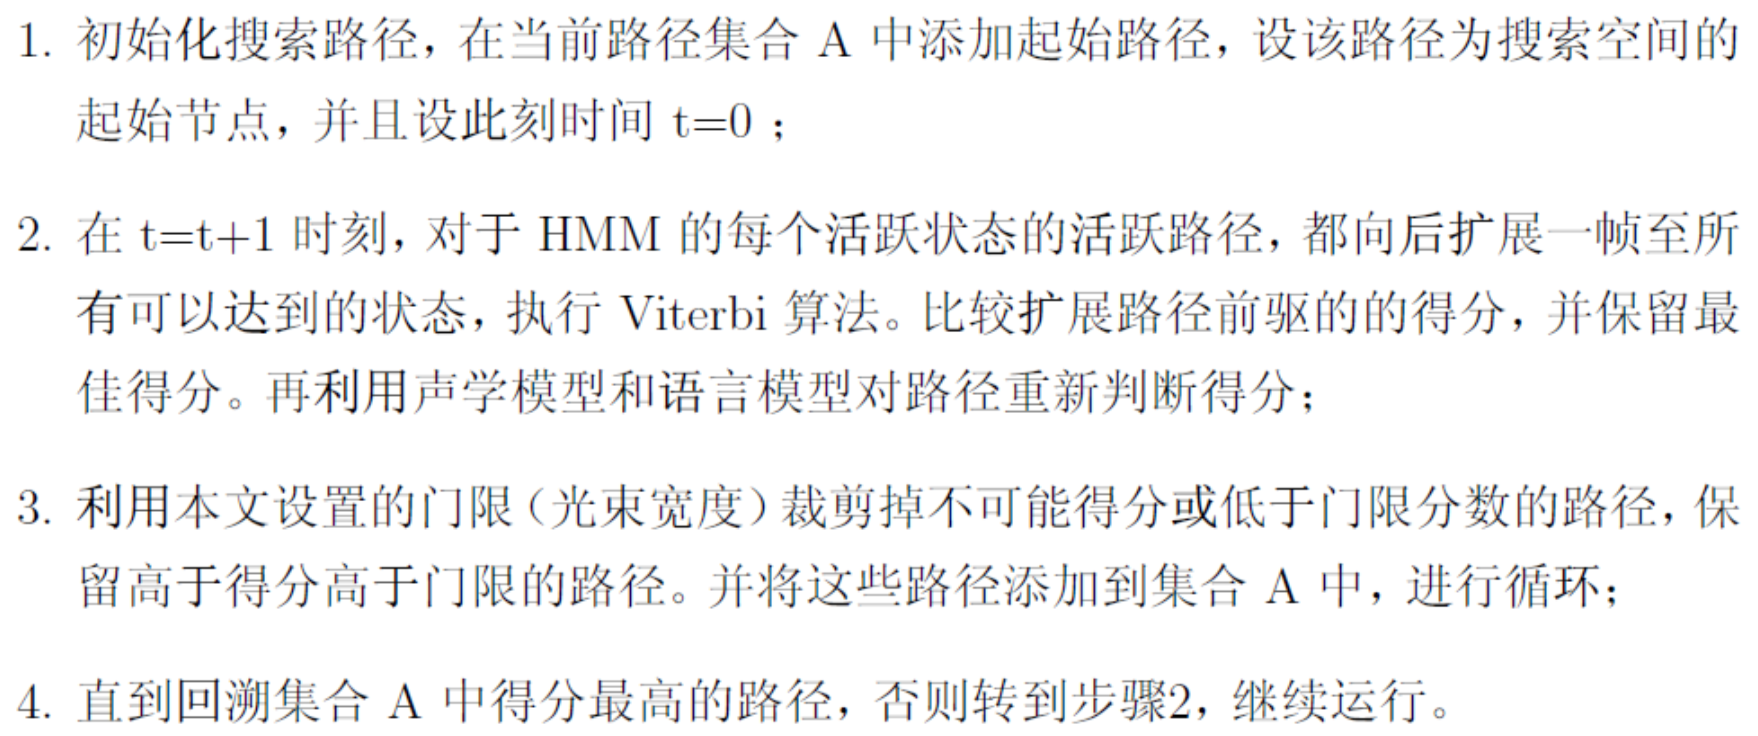 1. 初始化搜索路径，在当前路径集合 A 中添加起始路径，设该路径为搜索空间的
起始节点，并且设此刻时间 t=0；
2. 在 t=t+1 时刻，对于 HMM 的每个活跃状态的活跃路径，都向后扩展一帧至所
有可以达到的状态，执行 Viterbi 算法。比较扩展路径前驱的的得分，并保留最
佳得分。再利用声学模型和语言模型对路径重新判断得分；
3. 利用本文设置的门限（光束宽度）裁剪掉不可能得分或低于门限分数的路径，保
留高于得分高于门限的路径。并将这些路径添加到集合 A 中，进行循环；
4. 直到回溯集合 A 中得分最高的路径，否则转到步骤2，继续运行。